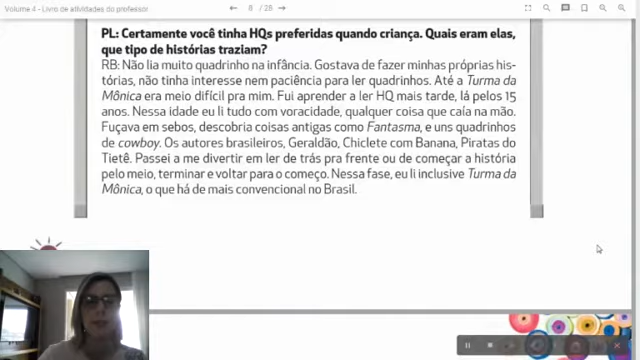 Volume 4 - Livro de atividades do professor
8 / 28
PL: Certamente você tinha HQs preferidas quando criança. Quais eram elas,
que tipo de histórias traziam?
RB: Não lia muito quadrinho na infância. Gostava de fazer minhas próprias his-
tórias, não tinha interesse nem paciência para ler quadrinhos. Até a Turma da
Mônica era meio difícil pra mim. Fui aprender a ler HQ mais tarde, lá pelos 15
anos. Nessa idade eu li tudo com voracidade, qualquer coisa que caía na mão.
Fuçava em sebos, descobria coisas antigas como Fantasma, e uns quadrinhos
de cowboy. Os autores brasileiros, Geraldão, Chiclete com Banana, Piratas do
Tietê. Passei a me divertir em ler de trás pra frente ou de começar a história
pelo meio, terminar e voltar para o começo. Nessa fase, eu li inclusive Turma da
Mônica, o que há de mais convencional no Brasil.